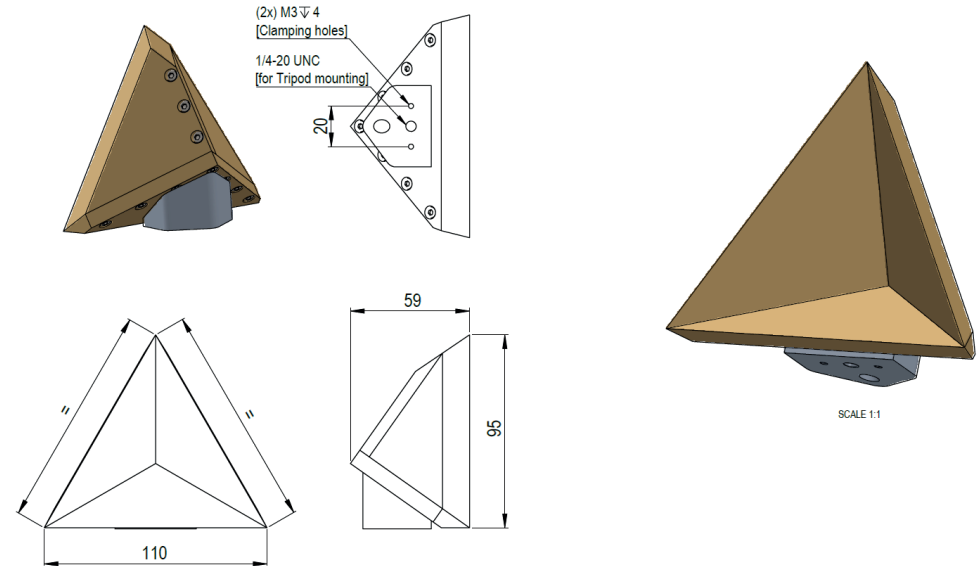 (2x) M3↧4
[Clamping holes]
1/4-20 UNC
[for Tripod mounting]
20
59
=
=
95
110
SCALE 1:1